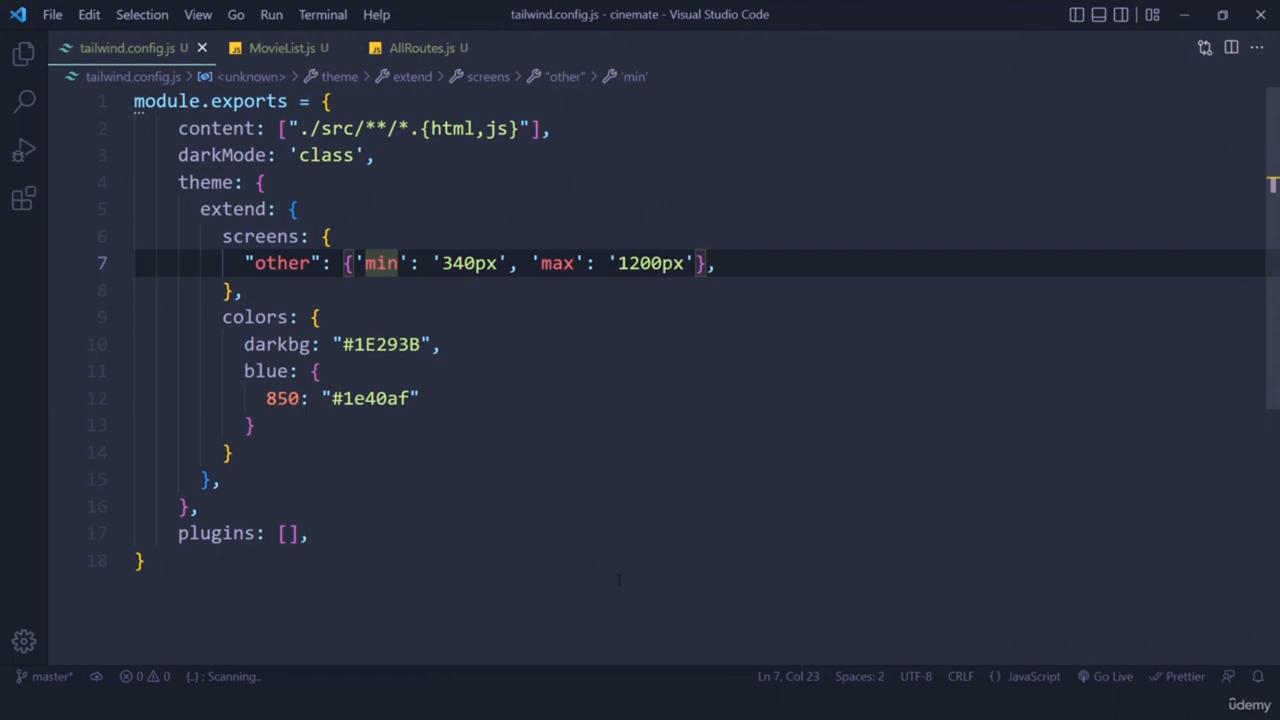 File Edit Selection View Go Run Terminal Help tailwind.config.js - cinemate - Visual Studio Code
tailwind.config.js U MovieList.js U AllRoutes.js U
tailwind.config.js > <unknown> > theme > extend > screens > "other" > 'min'
1 module.exports = {
2 content: ["./src/**/*.{html,js}"],
3 darkMode: 'class',
4 theme: {
5 extend: {
6 screens: {
7 "other": {'min': '340px', 'max': '1200px'},
8 },
9 colors: {
10 darkbg: "#1E293B",
11 blue: {
12 850: "#1e40af"
13 }
14 }
15 },
16 },
17 plugins: [],
18 }
master* 0 0 {..} : Scanning.. Ln 7, Col 23 Spaces: 2 UTF-8 CRLF {} JavaScript Go Live Prettier
ûdemy